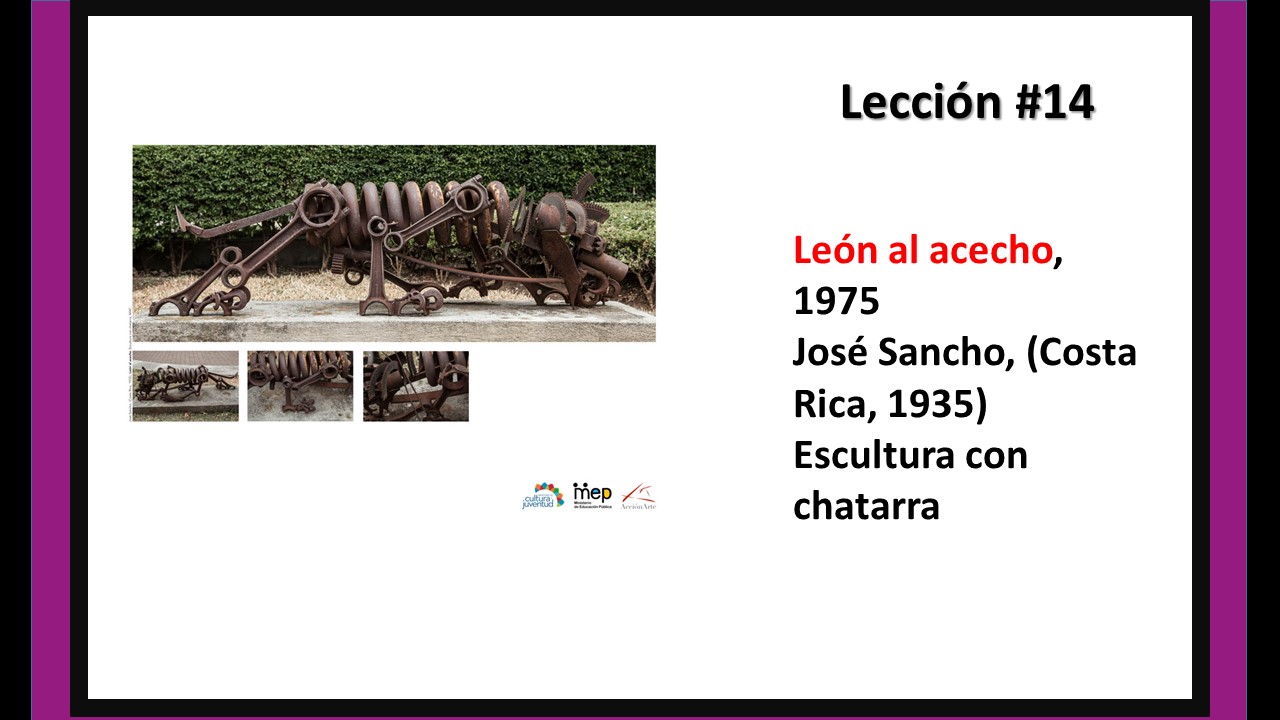 Lección #14
León al acecho,
1975
José Sancho, (Costa
Rica, 1935)
Escultura con
chatarra
cultura
juventud
mep
Ministerio
de Educación Pública
AcciónArte